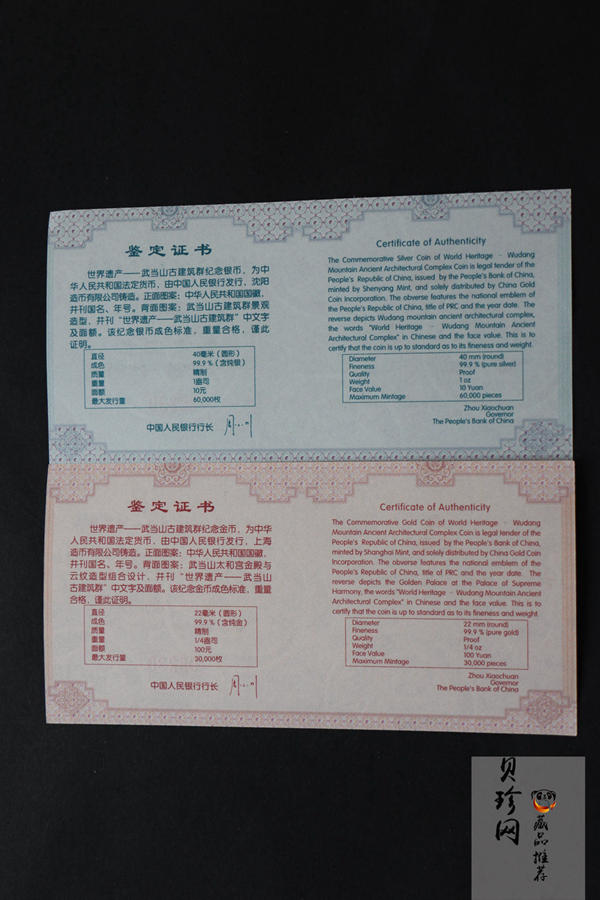 鉴定证书
世界遗产——武当山古建筑群纪念银币，为中
华人民共和国法定货币，由中国人民银行发行，沈阳
造币有限公司铸造。正面图案：中华人民共和国国徽，
并刊国名、年号。背面图案：武当山古建筑群景观
造型，并刊“世界遗产——武当山古建筑群”中文字
及面额。该纪念银币成色标准，重量合格，谨此
证明。
直径 40毫米（圆形）
成色 99.9％（含纯银）
质量 精制
重量 1盎司
面额 10元
最大发行量 60,000枚
中国人民银行行长
Certificate of Authenticity
The Commemorative Silver Coin of World Heritage - Wudang
Mountain Ancient Architectural Complex Coin is legal tender of the
People's Republic of China, issued by the People's Bank of China,
minted by Shenyang Mint, and solely distributed by China Gold
Coin Incorporation. The obverse features the national emblem of
the People's Republic of China, title of PRC and the year date. The
reverse depicts Wudang mountain ancient architectural complex,
the words "World Heritage - Wudang Mountain Ancient
Architectural Complex" in Chinese and the face value. This is to
certify that the coin is up to standard as to its fineness and weight.
Diameter 40 mm (round)
Fineness 99.9 % (pure silver)
Quality Proof
Weight 1 oz
Face Value 10 Yuan
Maximum Mintage 60,000 pieces
Zhou Xiaochuan
Governor
The People's Bank of China
鉴定证书
世界遗产——武当山古建筑群纪念金币，为中华
人民共和国法定货币，由中国人民银行发行，上海
造币有限公司铸造。正面图案：中华人民共和国国徽，
并刊国名、年号。背面图案：武当山太和宫金殿与
云纹造型组合设计，并刊“世界遗产——武当山
古建筑群”中文字及面额。该纪念金币成色标准，重量
合格，谨此证明。
直径 22毫米（圆形）
成色 99.9％（含纯金）
质量 精制
重量 1/4盎司
面额 100元
最大发行量 30,000枚
中国人民银行行长
Certificate of Authenticity
The Commemorative Gold Coin of World Heritage - Wudang
Mountain Ancient Architectural Complex Coin is legal tender of the
People's Republic of China, issued by the People's Bank of China,
minted by Shanghai Mint, and solely distributed by China Gold Coin
Incorporation. The obverse features the national emblem of the
People's Republic of China, title of PRC and the year date. The
reverse depicts the Golden Palace at the Palace of Supreme
Harmony, the words "World Heritage - Wudang Mountain Ancient
Architectural Complex" in Chinese and the face value. This is to
certify that the coin is up to standard as to its fineness and weight.
Diameter 22 mm (round)
Fineness 99.9 % (pure gold)
Quality Proof
Weight 1/4 oz
Face Value 100 Yuan
Maximum Mintage 30,000 pieces
Zhou Xiaochuan
Governor
The People's Bank of China
贝珍网
藏品推荐